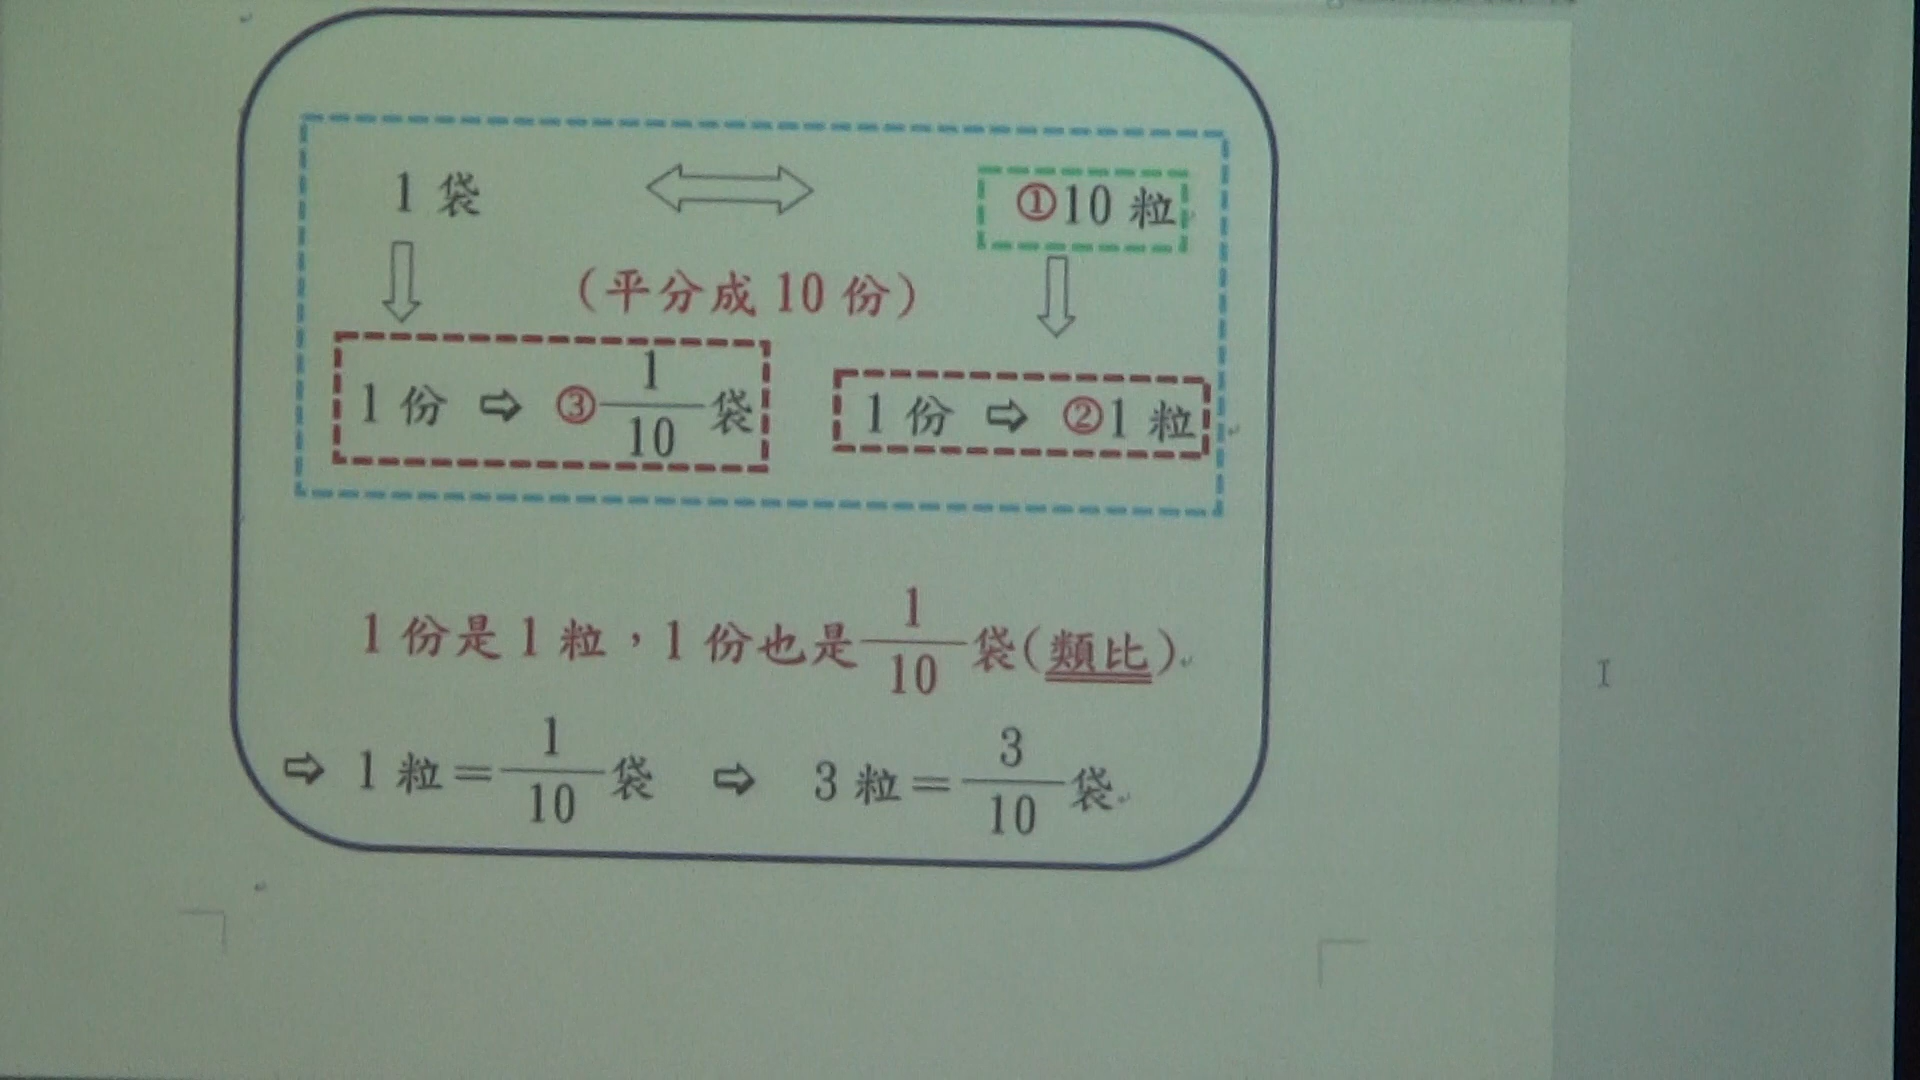 1 袋 ①10 粒
(平分成 10 份)
1 份 ⇨ ③1/10 袋 1 份 ⇨ ②1 粒
1 份是 1 粒，1 份也是 1/10 袋(類比)
⇨ 1 粒＝1/10 袋 ⇨ 3 粒＝3/10 袋